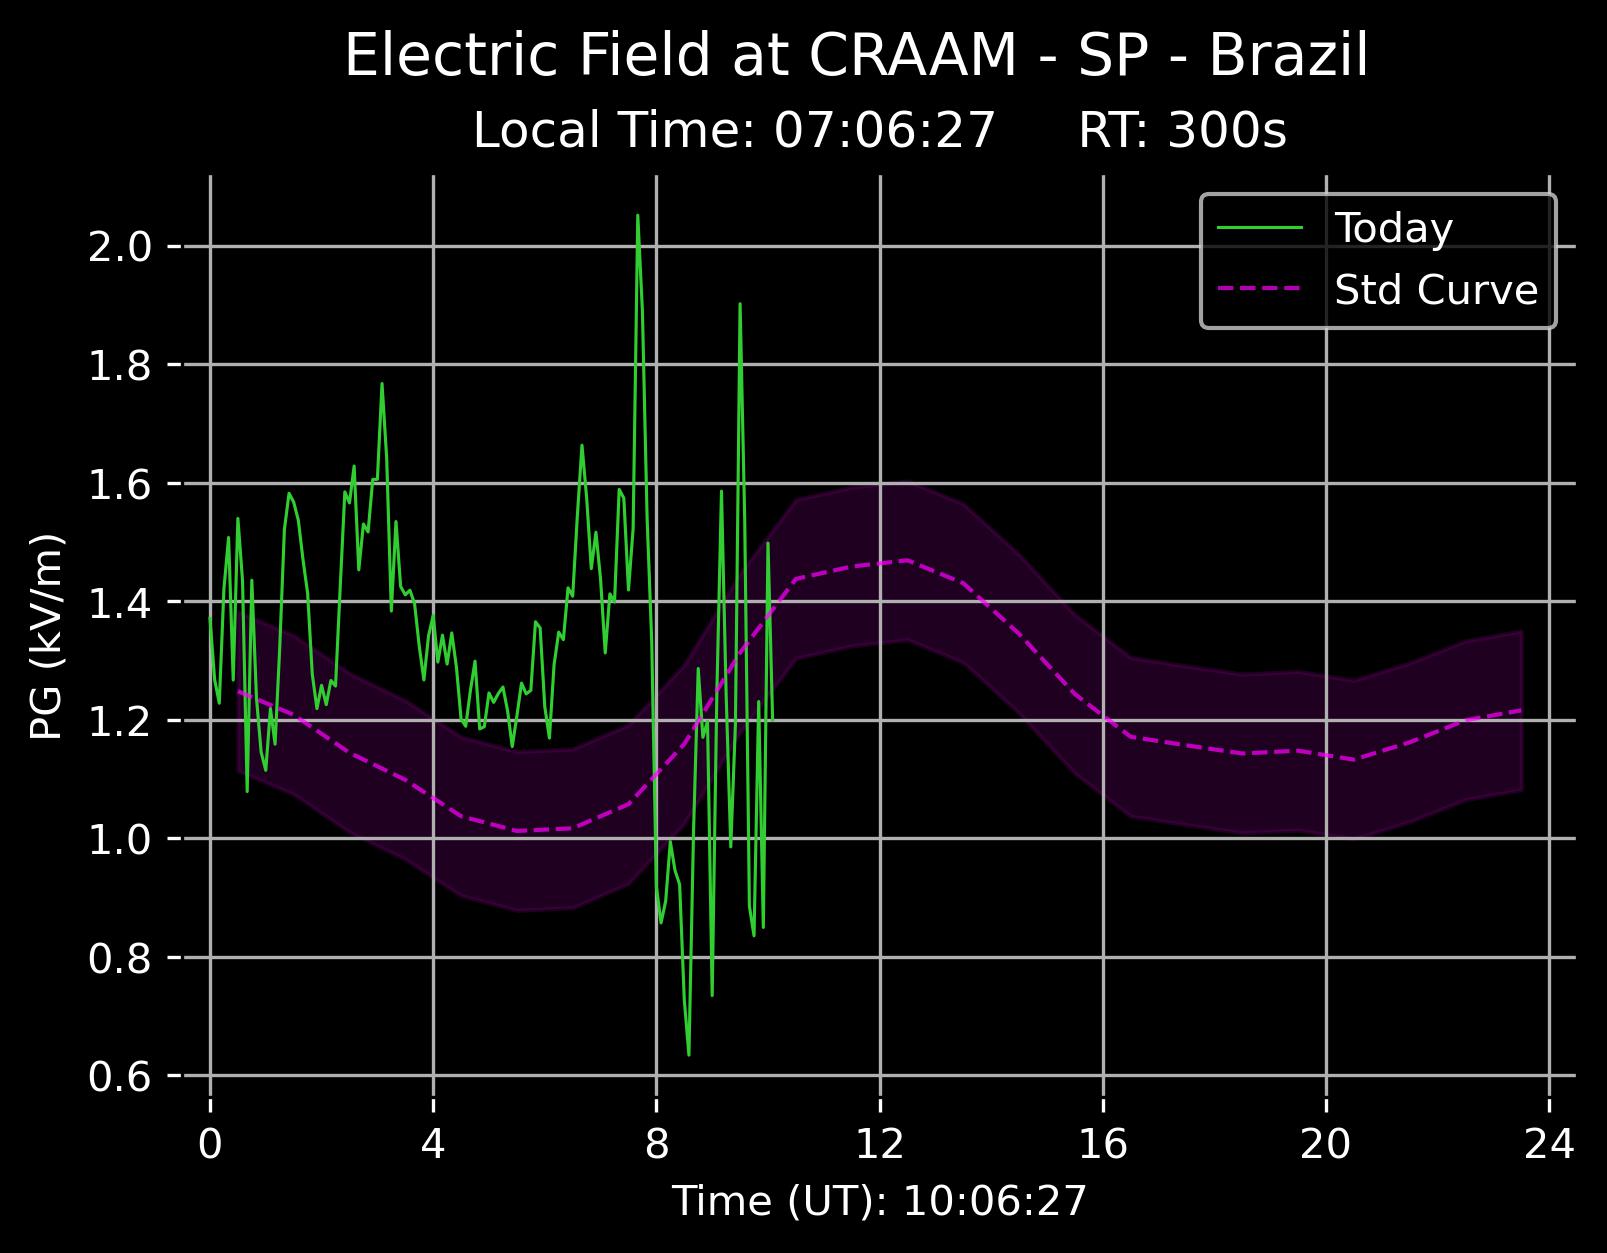 Electric Field at CRAAM - SP - Brazil
Local Time: 07:06:27 RT: 300s
Today
Std Curve
PG (kV/m)
2.0
1.8
1.6
1.4
1.2
1.0
0.8
0.6
0 4 8 12 16 20 24
Time (UT): 10:06:27